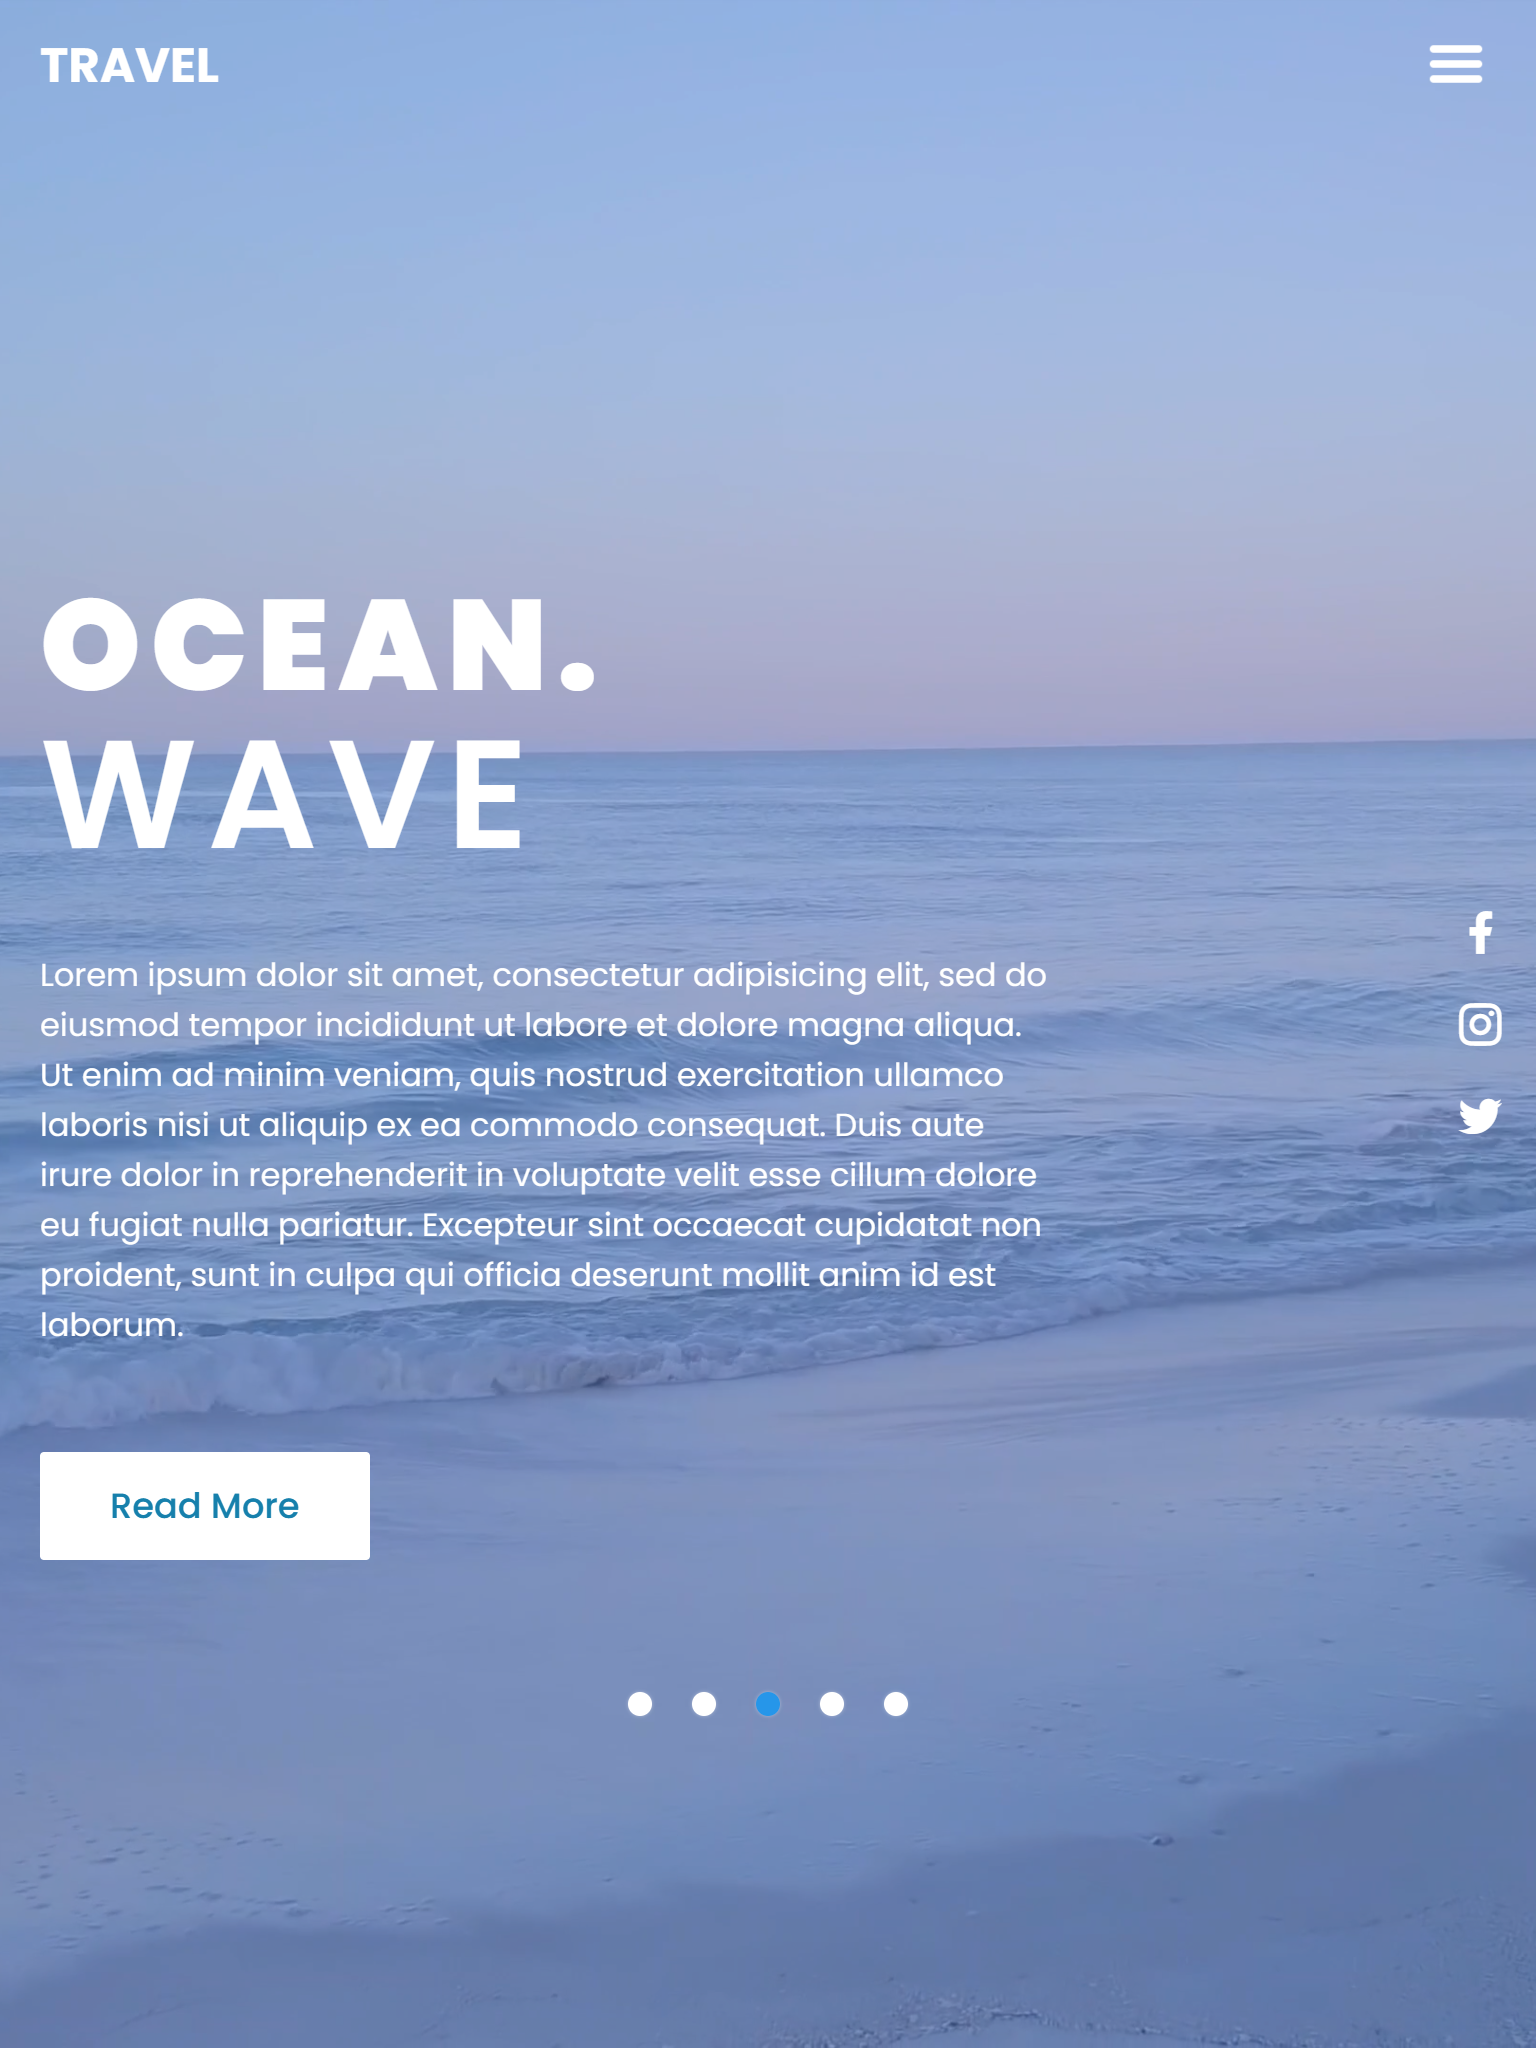 TRAVEL
OCEAN.
WAVE
Lorem ipsum dolor sit amet, consectetur adipisicing elit, sed do
eiusmod tempor incididunt ut labore et dolore magna aliqua.
Ut enim ad minim veniam, quis nostrud exercitation ullamco
laboris nisi ut aliquip ex ea commodo consequat. Duis aute
irure dolor in reprehenderit in voluptate velit esse cillum dolore
eu fugiat nulla pariatur. Excepteur sint occaecat cupidatat non
proident, sunt in culpa qui officia deserunt mollit anim id est
laborum.
Read More